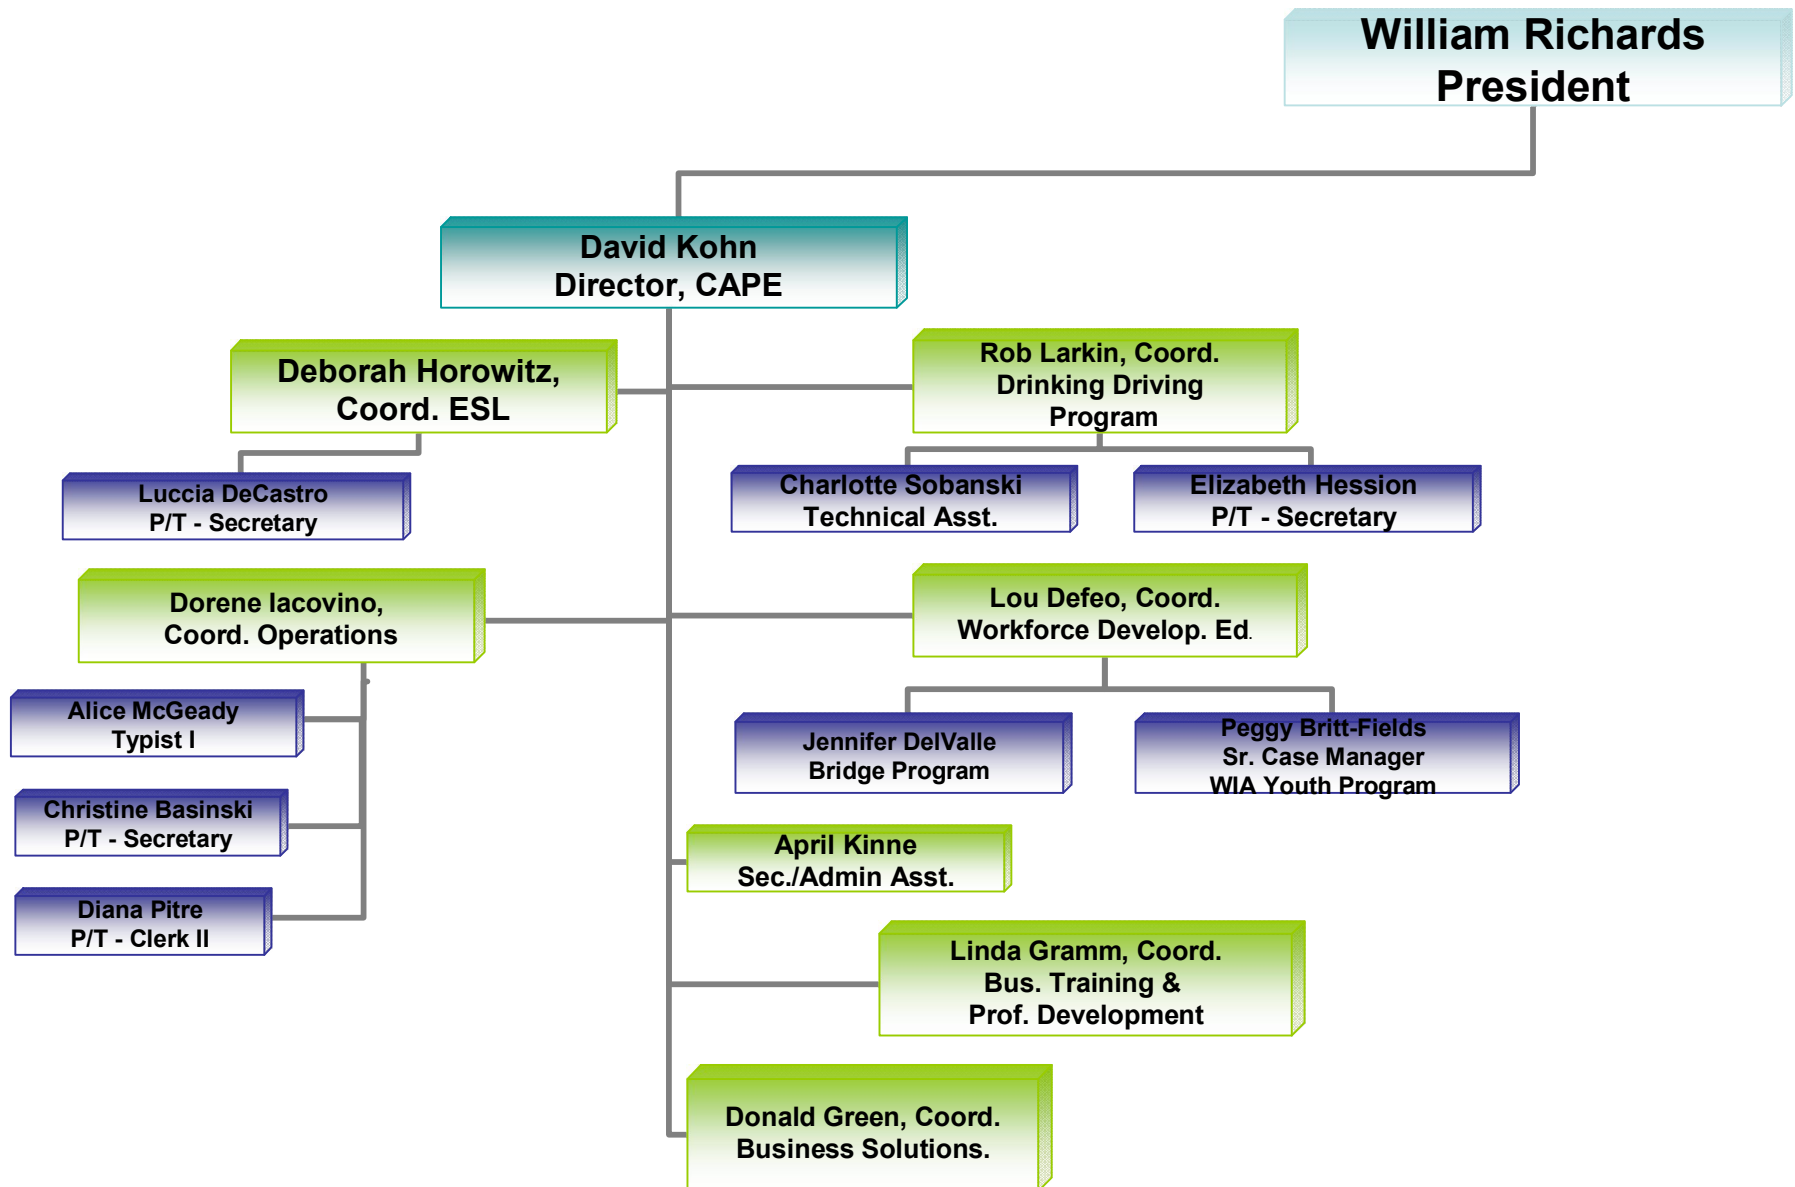 William Richards
President
David Kohn
Director, CAPE
Deborah Horowitz,
Coord. ESL
Rob Larkin, Coord.
Drinking Driving
Program
Luccia DeCastro
P/T - Secretary
Charlotte Sobanski
Technical Asst.
Elizabeth Hession
P/T - Secretary
Dorene Iacovino,
Coord. Operations
Lou Defeo, Coord.
Workforce Develop. Ed.
Alice McGeady
Typist I
Jennifer DelValle
Bridge Program
Peggy Britt-Fields
Sr. Case Manager
WIA Youth Program
Christine Basinski
P/T - Secretary
April Kinne
Sec./Admin Asst.
Diana Pitre
P/T - Clerk II
Linda Gramm, Coord.
Bus. Training &
Prof. Development
Donald Green, Coord.
Business Solutions.